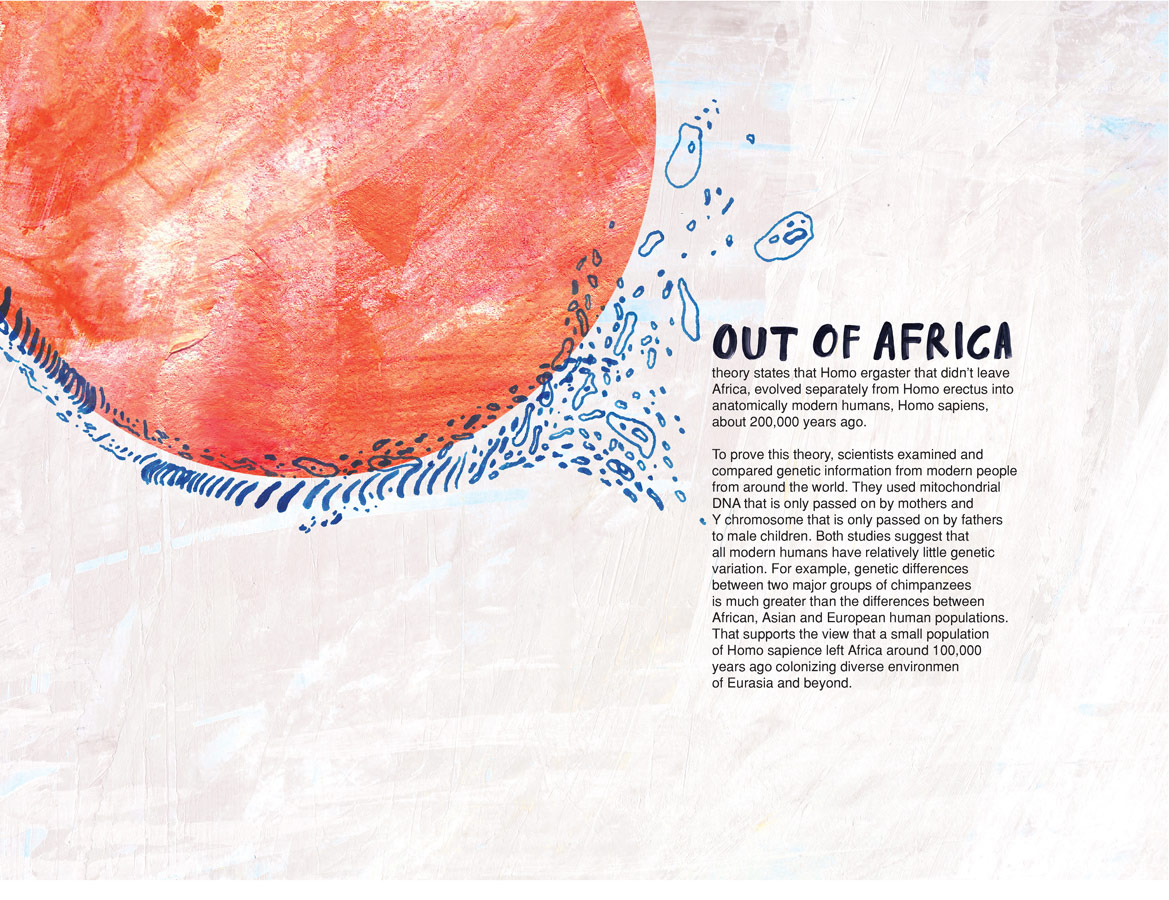 OUT OF AFRICA
theory states that Homo ergaster that didn't leave
Africa, evolved separately from Homo erectus into
anatomically modern humans, Homo sapiens,
about 200,000 years ago.
To prove this theory, scientists examined and
compared genetic information from modern people
from around the world. They used mitochondrial
DNA that is only passed on by mothers and
Y chromosome that is only passed on by fathers
to male children. Both studies suggest that
all modern humans have relatively little genetic
variation. For example, genetic differences
between two major groups of chimpanzees
is much greater than the differences between
African, Asian and European human populations.
That supports the view that a small population
of Homo sapience left Africa around 100,000
years ago colonizing diverse environmen
of Eurasia and beyond.